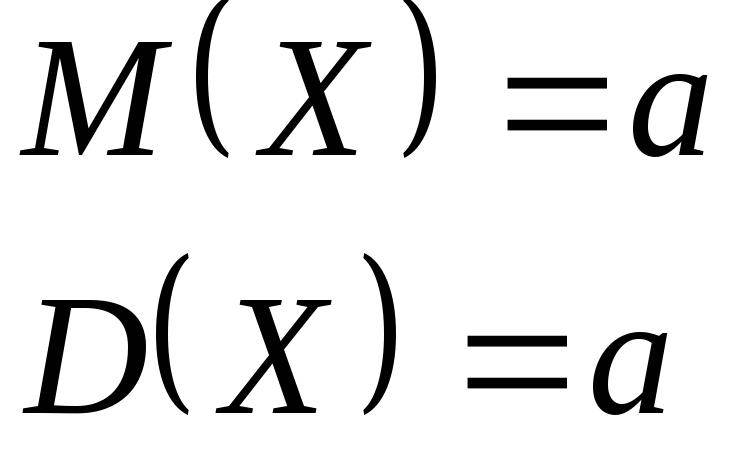 M(X) = a
D(X) = a